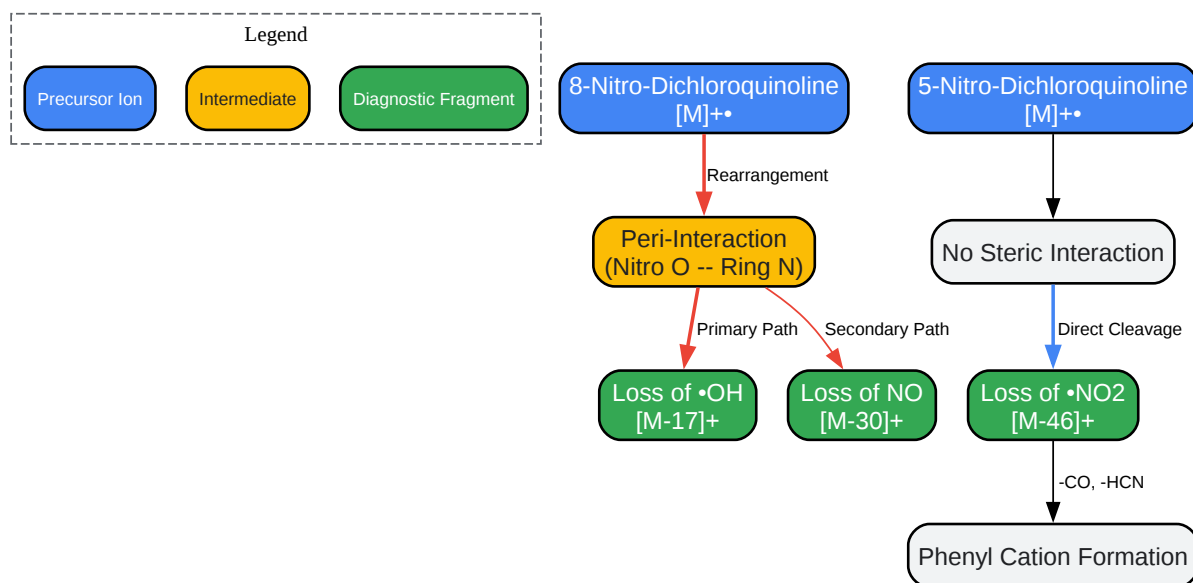 Legend
Precursor Ion
Intermediate
Diagnostic Fragment
8-Nitro-Dichloroquinoline
[M]+•
5-Nitro-Dichloroquinoline
[M]+•
Rearrangement
Peri-Interaction
(Nitro O -- Ring N)
No Steric Interaction
Primary Path
Secondary Path
Direct Cleavage
Loss of •OH
[M-17]+
Loss of NO
[M-30]+
Loss of •NO2
[M-46]+
-CO, -HCN
Phenyl Cation Formation